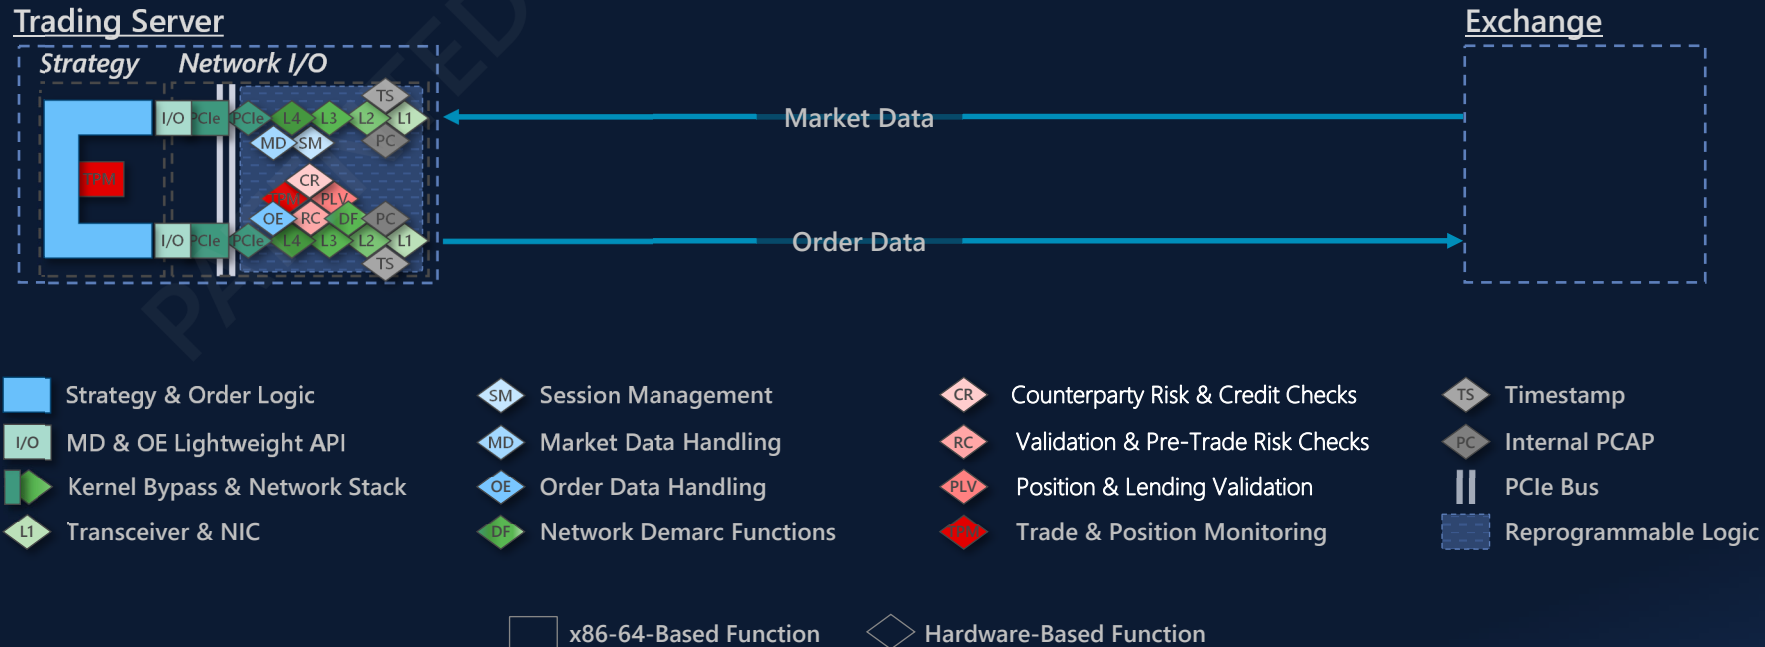 Trading Server
Exchange
Strategy
Network I/O
TS
I/O PCIe PCIe L4 L3 L2 L1
Market Data
MD SM PC
CR
TPM
TPM PLV
OE RC DF PC
I/O PCIe PCIe L4 L3 L2 L1
Order Data
TS
Strategy & Order Logic
SM Session Management
CR Counterparty Risk & Credit Checks
TS Timestamp
I/O MD & OE Lightweight API
MD Market Data Handling
RC Validation & Pre-Trade Risk Checks
PC Internal PCAP
Kernel Bypass & Network Stack
OE Order Data Handling
PLV Position & Lending Validation
PCIe Bus
L1 Transceiver & NIC
DF Network Demarc Functions
TPM Trade & Position Monitoring
Reprogrammable Logic
x86-64-Based Function
Hardware-Based Function